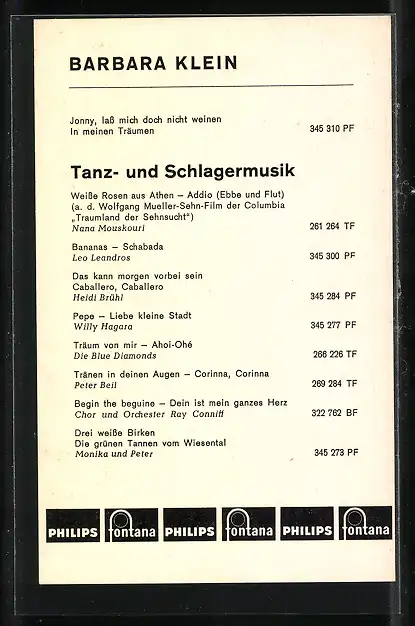 BARBARA KLEIN
Jonny, laß mich doch nicht weinen
In meinen Träumen 345 310 PF
Tanz- und Schlagermusik
Weiße Rosen aus Athen – Addio (Ebbe und Flut)
(a. d. Wolfgang Mueller-Sehn-Film der Columbia
„Traumland der Sehnsucht")
Nana Mouskouri 261 264 TF
Bananas – Schabada
Leo Leandros 345 300 PF
Das kann morgen vorbei sein
Caballero, Caballero
Heidi Brühl 345 284 PF
Pepe – Liebe kleine Stadt
Willy Hagara 345 277 PF
Träum von mir – Ahoi-Ohé
Die Blue Diamonds 266 226 TF
Tränen in deinen Augen – Corinna, Corinna
Peter Beil 269 284 TF
Begin the beguine – Dein ist mein ganzes Herz
Chor und Orchester Ray Conniff 322 762 BF
Drei weiße Birken
Die grünen Tannen vom Wiesental
Monika und Peter 345 273 PF
PHILIPS fontana PHILIPS fontana PHILIPS fontana